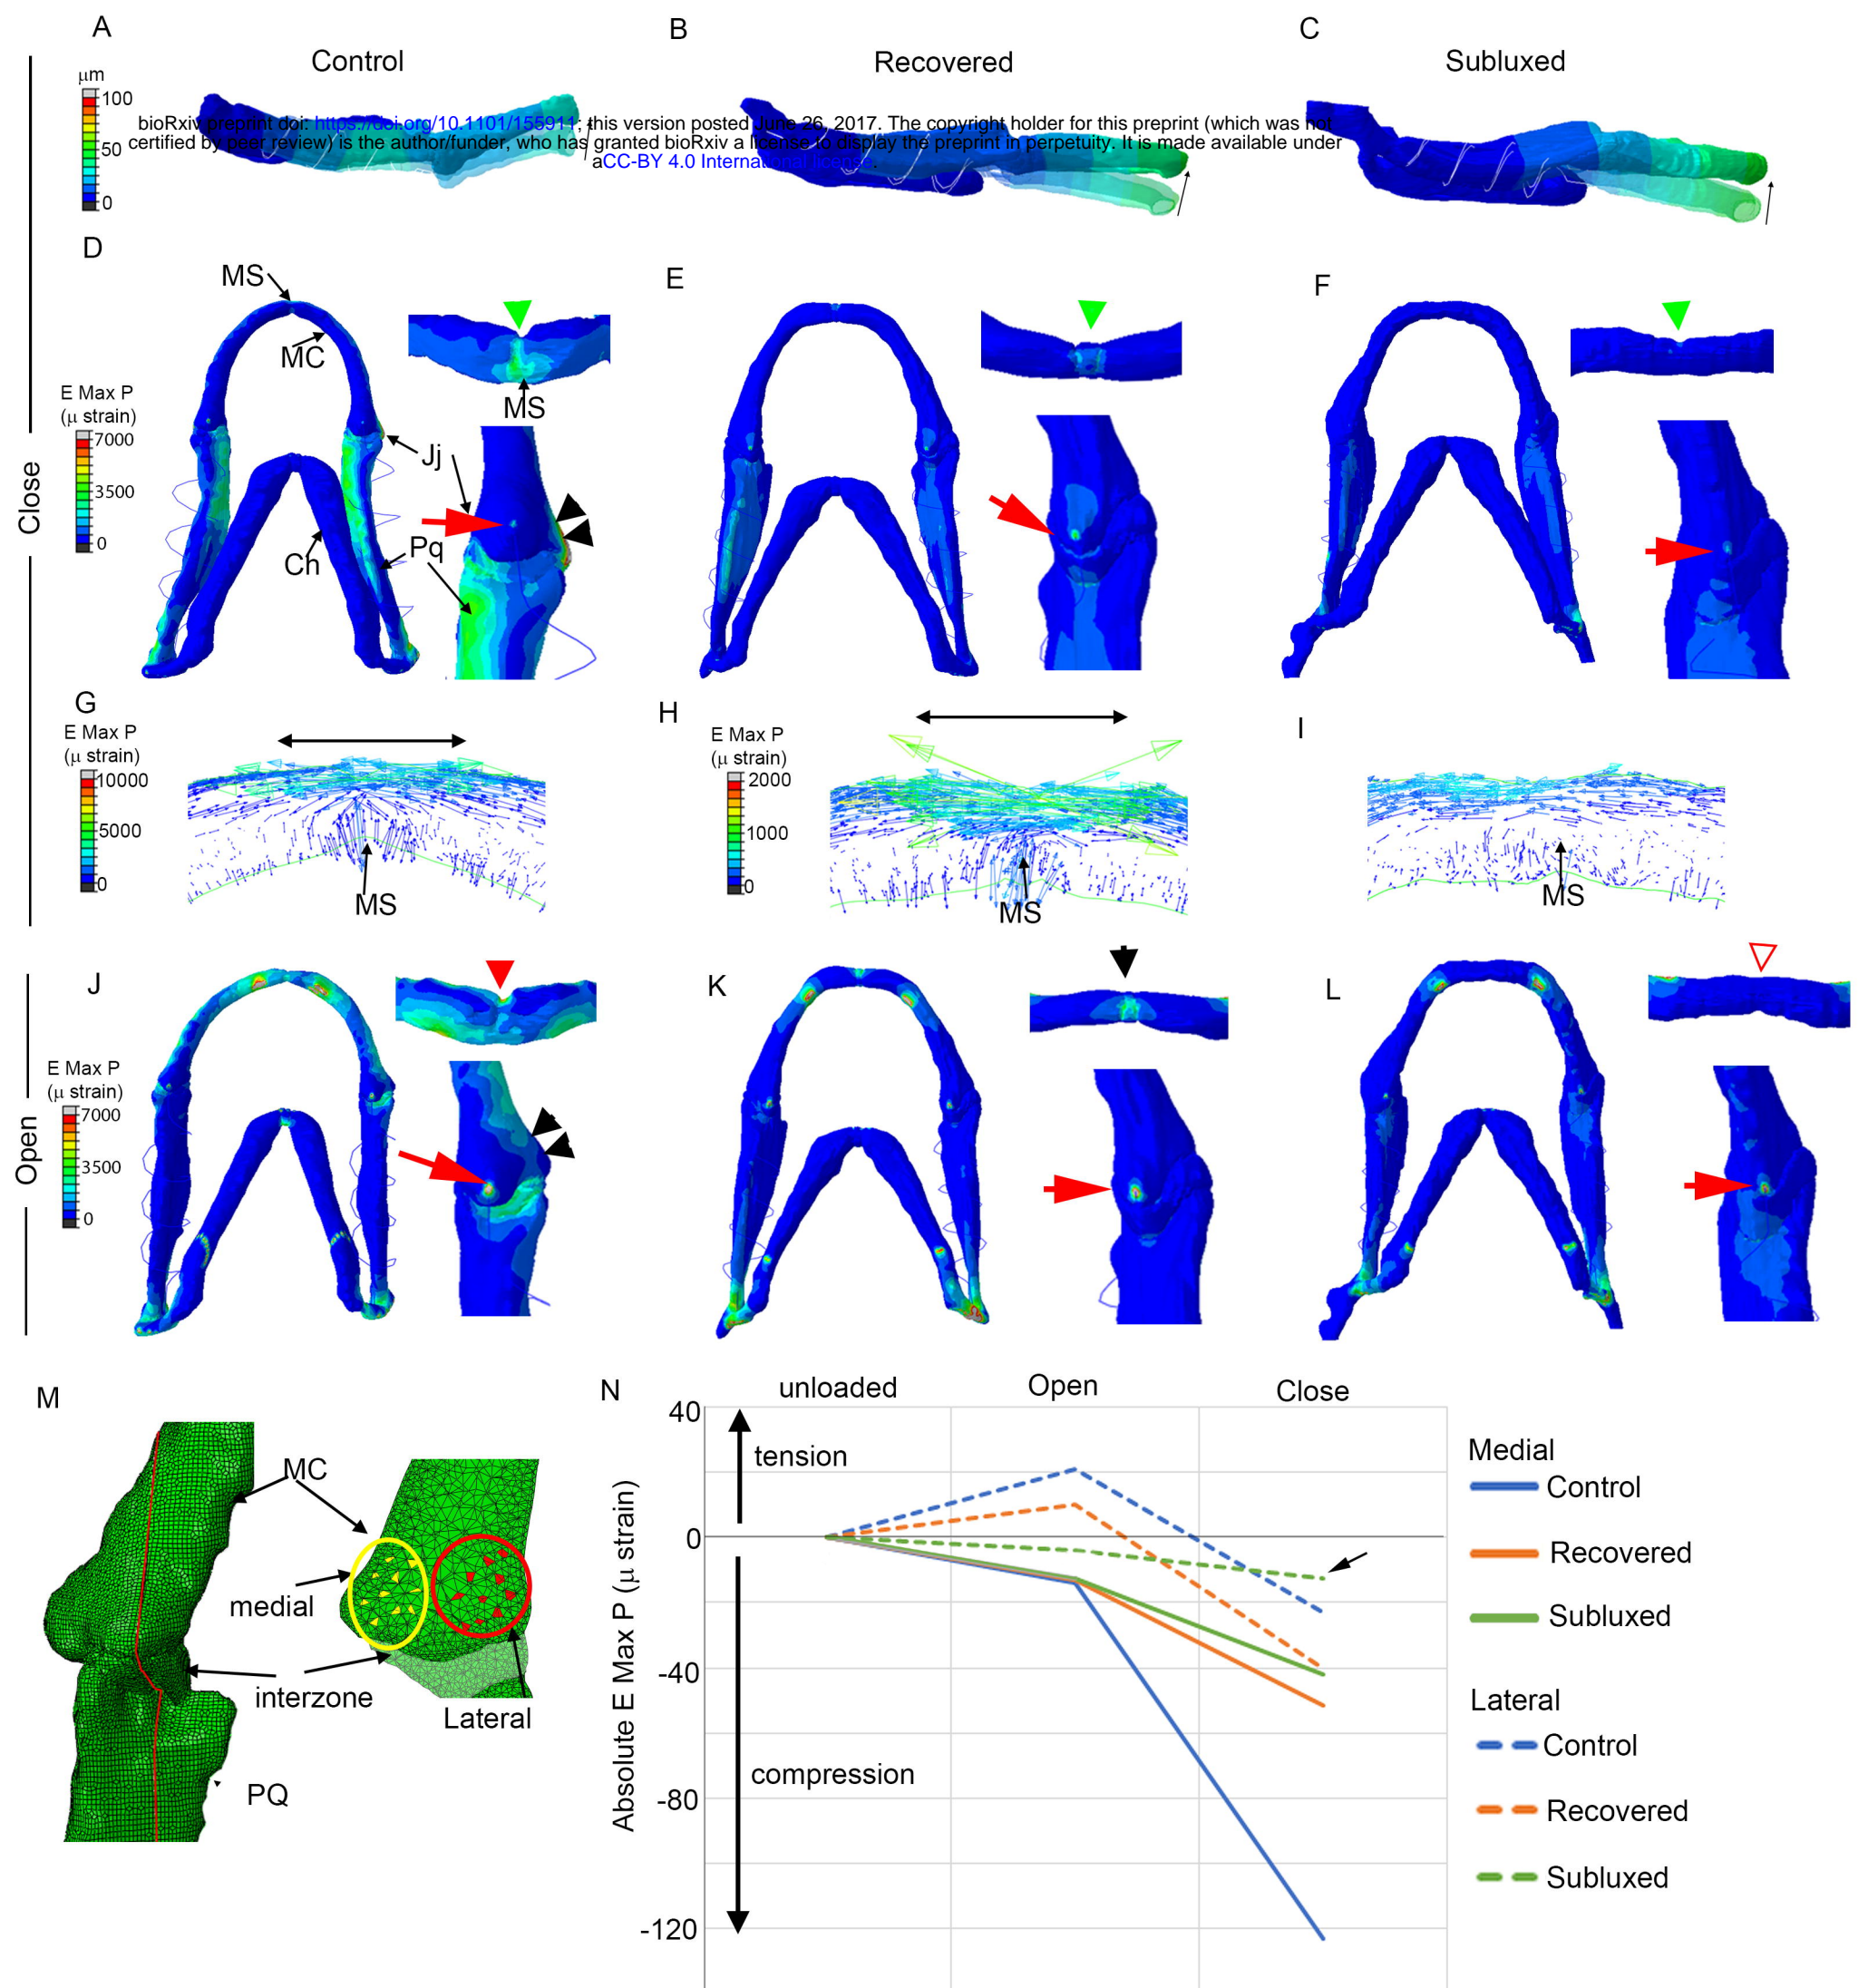 A
B
C
Control
Recovered
Subluxed
μm
100
50
0
bioRxiv preprint doi: https://doi.org/10.1101/155911; this version posted June 26, 2017. The copyright holder for this preprint (which was not
certified by peer review) is the author/funder, who has granted bioRxiv a license to display the preprint in perpetuity. It is made available under
aCC-BY 4.0 International license.
Close
D
E
F
MS
MC
MS
E Max P
(μ strain)
7000
3500
0
Jj
Pq
Ch
G
H
I
E Max P
(μ strain)
10000
5000
0
MS
E Max P
(μ strain)
2000
1000
0
MS
MS
Open
J
K
L
E Max P
(μ strain)
7000
3500
0
M
MC
medial
interzone
Lateral
PQ
N
unloaded
Open
Close
40
0
-40
-80
-120
Absolute E Max P (μ strain)
tension
compression
Medial
Control
Recovered
Subluxed
Lateral
Control
Recovered
Subluxed